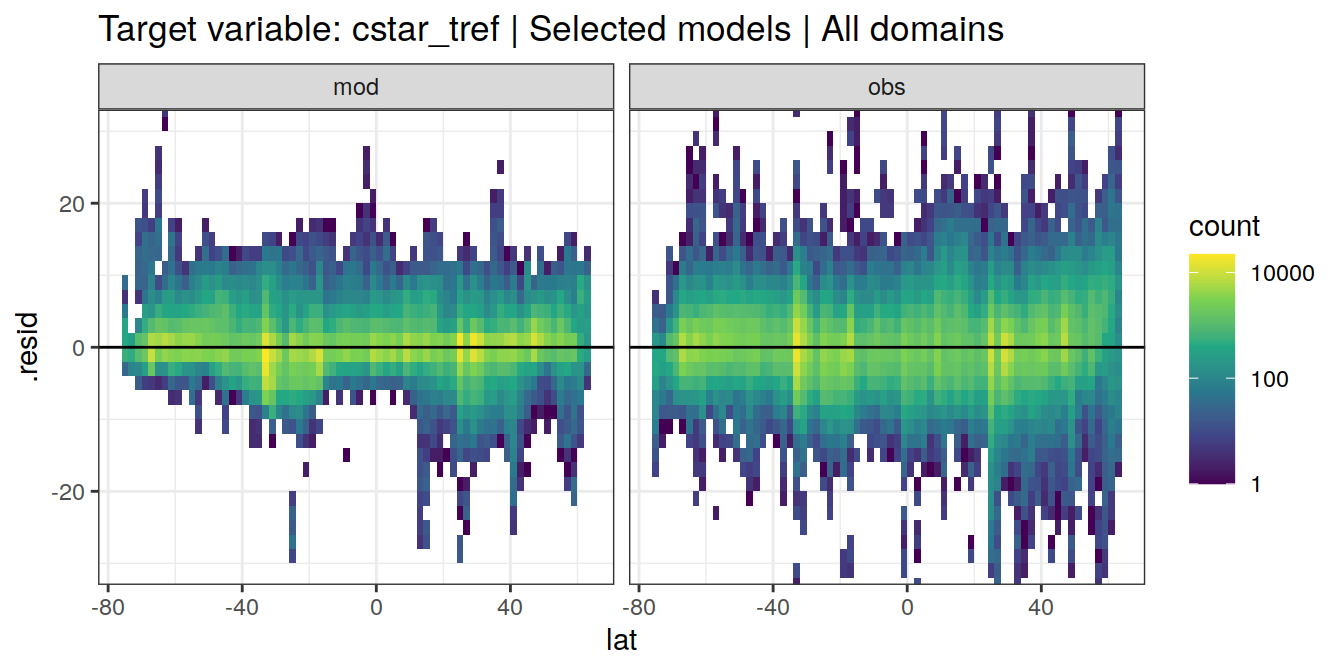 Target variable: cstar_tref | Selected models | All domains
mod
obs
20
0
-20
.resid
-80
-40
0
40
-80
-40
0
40
lat
count
10000
100
1